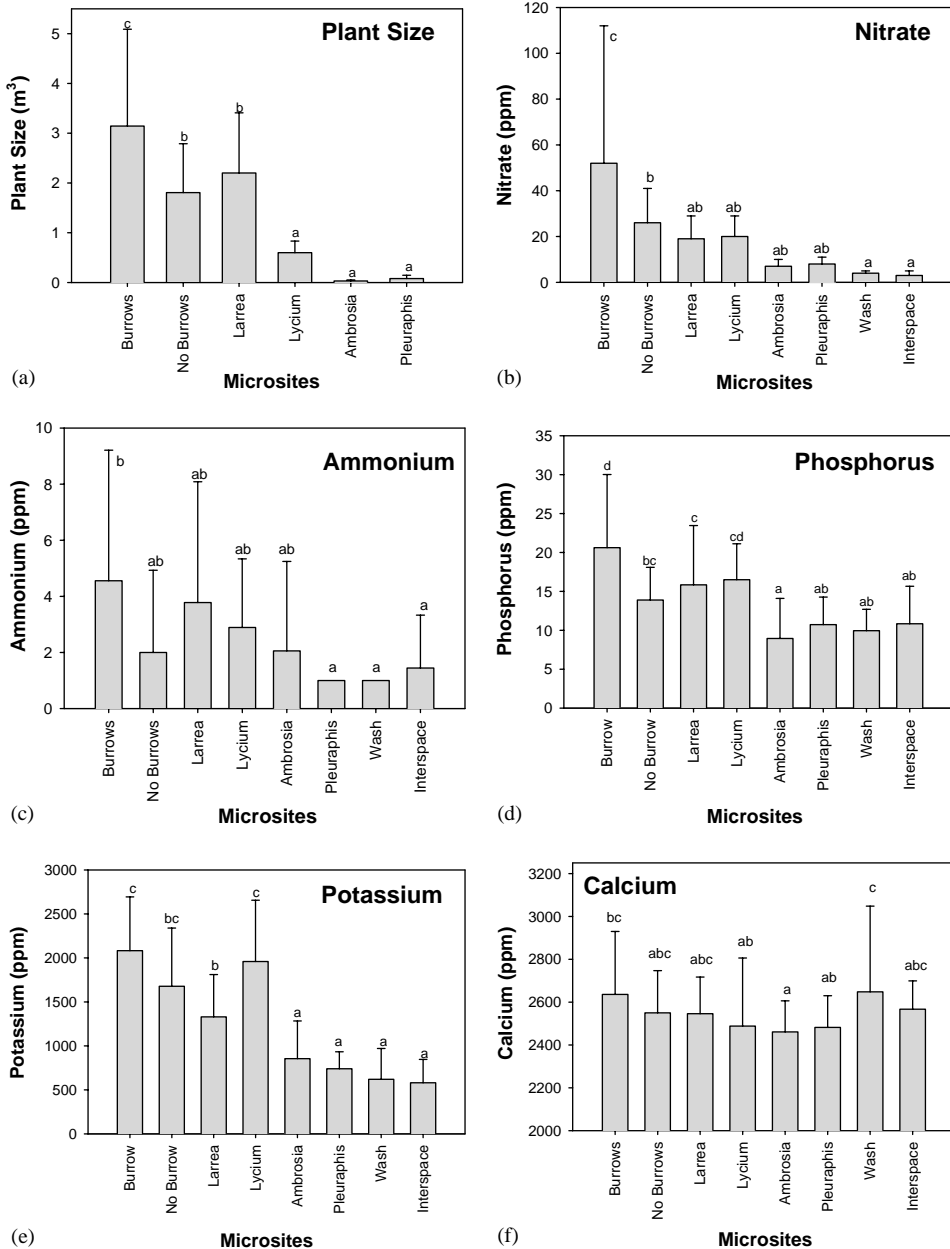 Plant Size
c
b
b
a
a
a
5
4
3
2
1
0
Plant Size (m³)
Burrows
No Burrows
Larrea
Lycium
Ambrosia
Pleuraphis
Microsites
(a)
Nitrate
c
b
ab
ab
ab
ab
a
a
120
100
80
60
40
20
0
Nitrate (ppm)
Burrows
No Burrows
Larrea
Lycium
Ambrosia
Pleuraphis
Wash
Interspace
Microsites
(b)
Ammonium
b
ab
ab
ab
ab
a
a
a
10
8
6
4
2
0
Ammonium (ppm)
Burrows
No Burrows
Larrea
Lycium
Ambrosia
Pleuraphis
Wash
Interspace
Microsites
(c)
Phosphorus
d
bc
c
cd
a
ab
ab
ab
35
30
25
20
15
10
5
0
Phosphorus (ppm)
Burrow
No Burrow
Larrea
Lycium
Ambrosia
Pleuraphis
Wash
Interspace
Microsites
(d)
Potassium
c
bc
b
c
a
a
a
a
3000
2500
2000
1500
1000
500
0
Potassium (ppm)
Burrow
No Burrow
Larrea
Lycium
Ambrosia
Pleuraphis
Wash
Interspace
Microsites
(e)
Calcium
bc
abc
abc
ab
a
ab
c
abc
3200
3000
2800
2600
2400
2200
2000
Calcium (ppm)
Burrows
No Burrows
Larrea
Lycium
Ambrosia
Pleuraphis
Wash
Interspace
Microsites
(f)